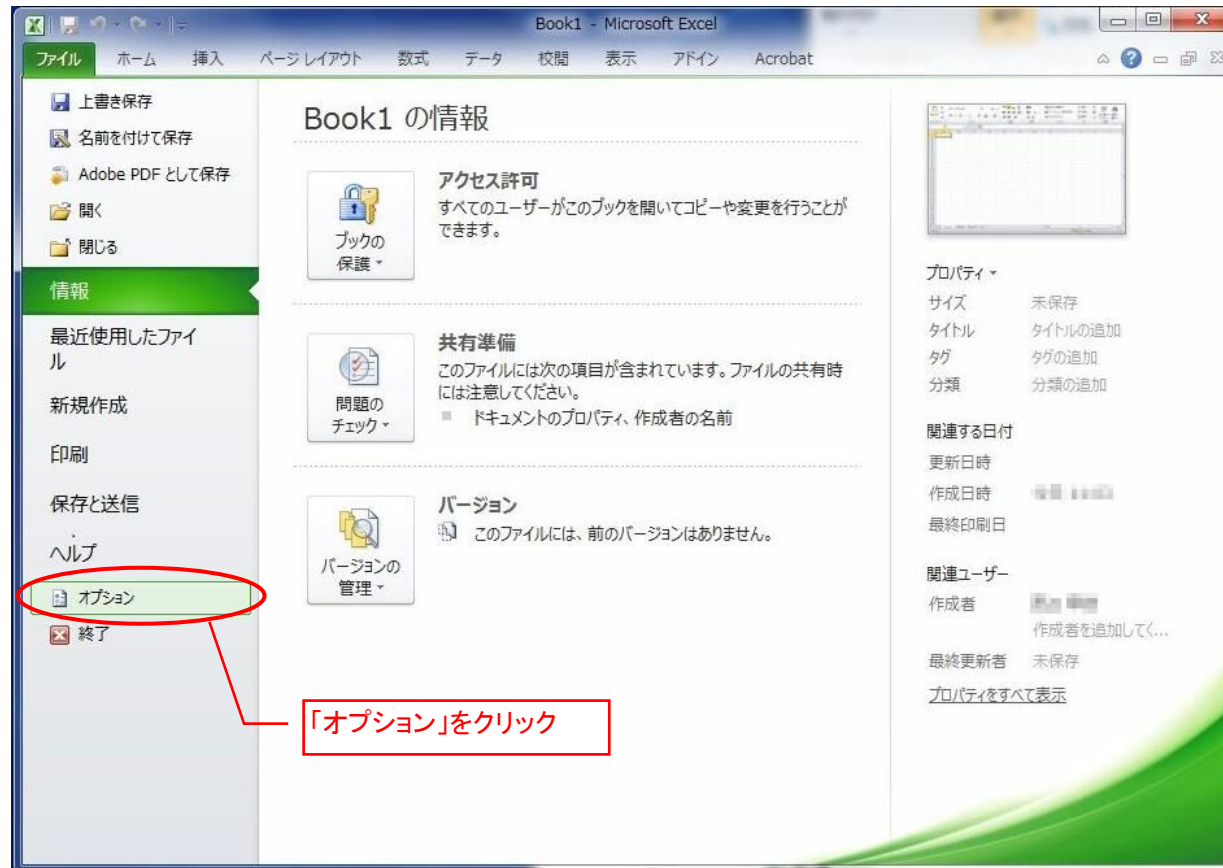 Book1 - Microsoft Excel
ファイル ホーム 挿入 ページ レイアウト 数式 データ 校閲 表示 アドイン Acrobat
上書き保存
名前を付けて保存
Adobe PDF として保存
開く
閉じる
情報
最近使用したファイ
ル
新規作成
印刷
保存と送信
ヘルプ
オプション
終了
Book1 の情報
ブックの
保護
アクセス許可
すべてのユーザーがこのブックを開いてコピーや変更を行うことが
できます。
問題の
チェック
共有準備
このファイルには次の項目が含まれています。ファイルの共有時
には注意してください。
ドキュメントのプロパティ、作成者の名前
バージョンの
管理
バージョン
このファイルには、前のバージョンはありません。
「オプション」をクリック
プロパティ
サイズ 未保存
タイトル タイトルの追加
タグ タグの追加
分類 分類の追加
関連する日付
更新日時
作成日時
最終印刷日
関連ユーザー
作成者
作成者を追加してく...
最終更新者 未保存
プロパティをすべて表示